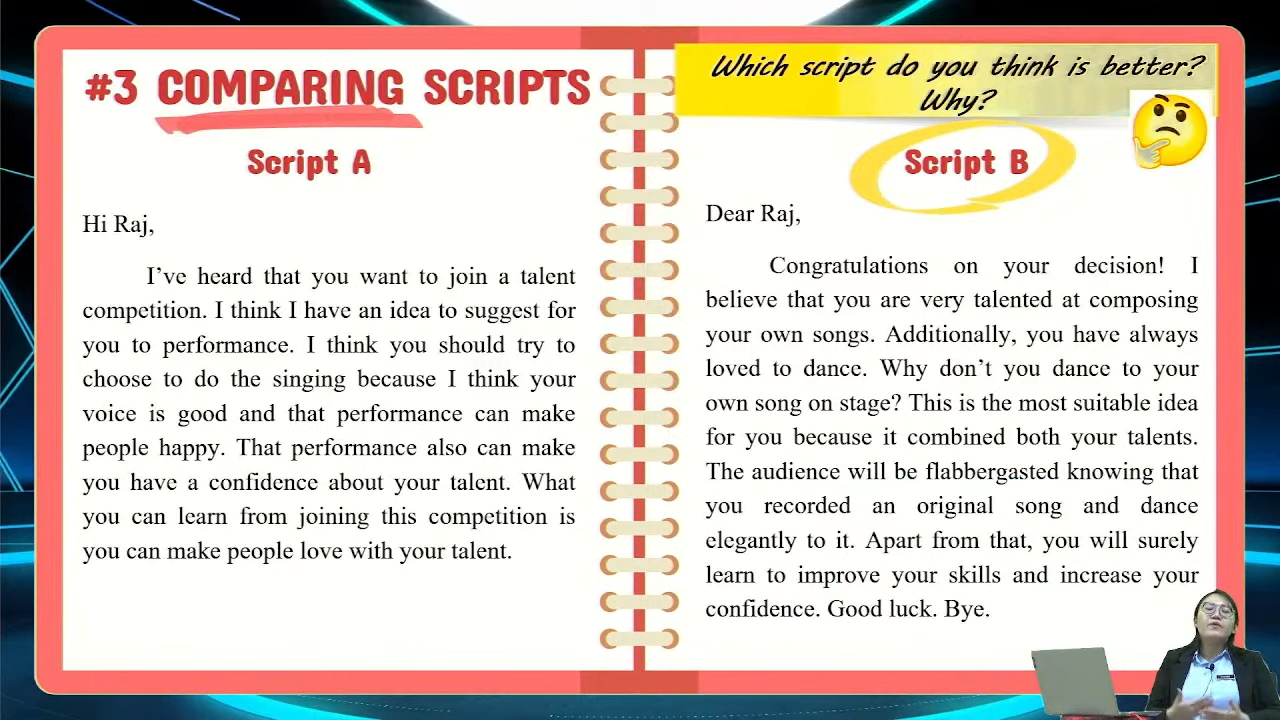 #3 COMPARING SCRIPTS
Script A
Hi Raj,
I've heard that you want to join a talent
competition. I think I have an idea to suggest for
you to performance. I think you should try to
choose to do the singing because I think your
voice is good and that performance can make
people happy. That performance also can make
you have a confidence about your talent. What
you can learn from joining this competition is
you can make people love with your talent.
Which script do you think is better?
Why?
Script B
Dear Raj,
Congratulations on your decision! I
believe that you are very talented at composing
your own songs. Additionally, you have always
loved to dance. Why don't you dance to your
own song on stage? This is the most suitable idea
for you because it combined both your talents.
The audience will be flabbergasted knowing that
you recorded an original song and dance
elegantly to it. Apart from that, you will surely
learn to improve your skills and increase your
confidence. Good luck. Bye.